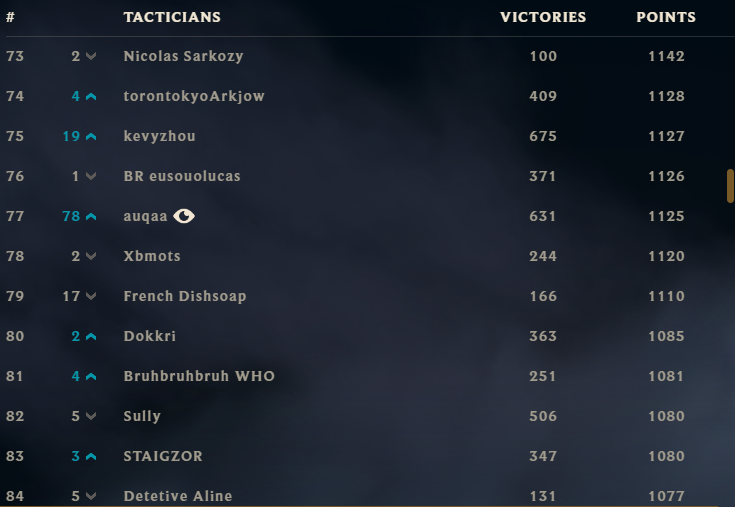 # TACTICIANS VICTORIES POINTS
73 2 Nicolas Sarkozy 100 1142
74 4 torontokyoArkjow 409 1128
75 19 kevyzhou 675 1127
76 1 BR eusouolucas 371 1126
77 78 auqaa 631 1125
78 2 Xbmots 244 1120
79 17 French Dishsoap 166 1110
80 2 Dokkri 363 1085
81 4 Bruhbruhbruh WHO 251 1081
82 5 Sully 506 1080
83 3 STAIGZOR 347 1080
84 5 Detetive Aline 131 1077